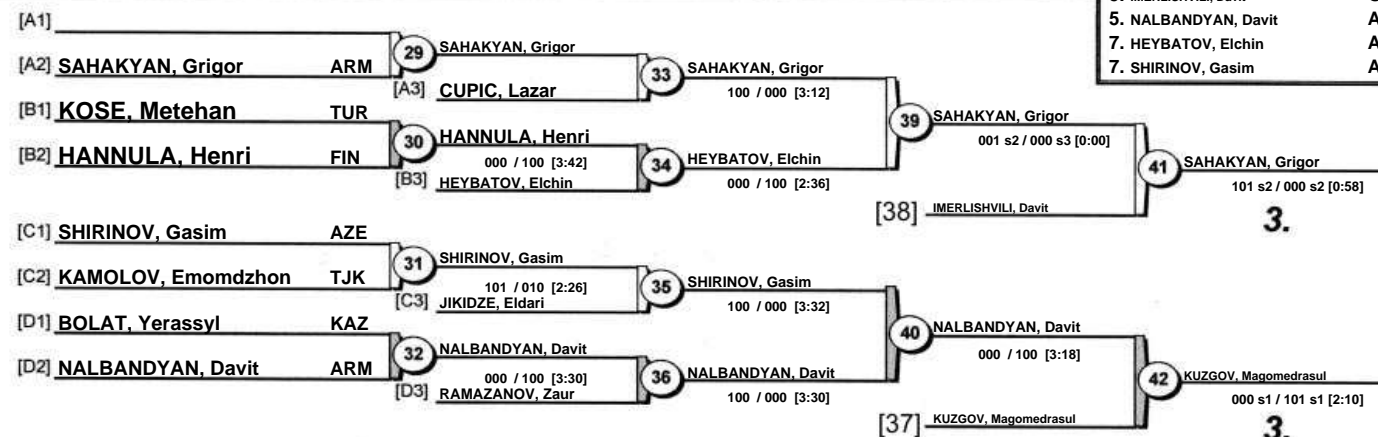 5. NALBANDYAN, Davit A
7. HEYBATOV, Elchin A
7. SHIRINOV, Gasim A
[A1]
[A2] SAHAKYAN, Grigor ARM
29
SAHAKYAN, Grigor
[A3] CUPIC, Lazar
33
SAHAKYAN, Grigor
100 / 000 [3:12]
[B1] KOSE, Metehan TUR
[B2] HANNULA, Henri FIN
30
HANNULA, Henri
000 / 100 [3:42]
[B3] HEYBATOV, Elchin
34
HEYBATOV, Elchin
000 / 100 [2:36]
39
SAHAKYAN, Grigor
001 s2 / 000 s3 [0:00]
[38] IMERLISHVILI, Davit
41
SAHAKYAN, Grigor
101 s2 / 000 s2 [0:58]
3.
[C1] SHIRINOV, Gasim AZE
[C2] KAMOLOV, Emomdzhon TJK
31
SHIRINOV, Gasim
101 / 010 [2:26]
[C3] JIKIDZE, Eldari
35
SHIRINOV, Gasim
100 / 000 [3:32]
[D1] BOLAT, Yerassyl KAZ
[D2] NALBANDYAN, Davit ARM
32
NALBANDYAN, Davit
000 / 100 [3:30]
[D3] RAMAZANOV, Zaur
36
NALBANDYAN, Davit
100 / 000 [3:30]
40
NALBANDYAN, Davit
000 / 100 [3:18]
[37] KUZGOV, Magomedrasul
42
KUZGOV, Magomedrasul
000 s1 / 101 s1 [2:10]
3.